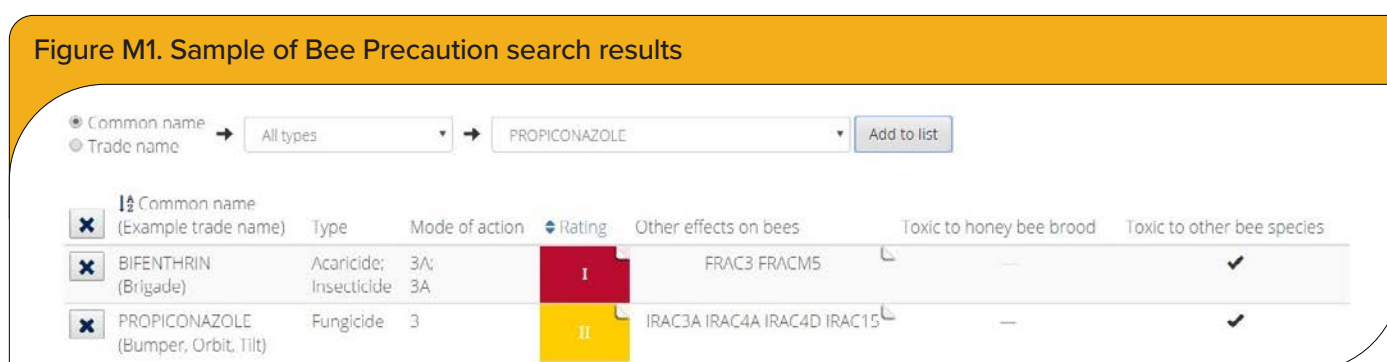 Figure M1. Sample of Bee Precaution search results
Common name
Trade name
All types
PROPICONAZOLE
Add to list
Common name
(Example trade name) Type Mode of action Rating Other effects on bees Toxic to honey bee brood Toxic to other bee species
BIFENTHRIN Acaricide; 3A; I FRAC3 FRACM5 — ✔
(Brigade) Insecticide 3A
PROPICONAZOLE Fungicide 3 II IRAC3A IRAC4A IRAC4D IRAC15 — ✔
(Bumper, Orbit, Tilt)